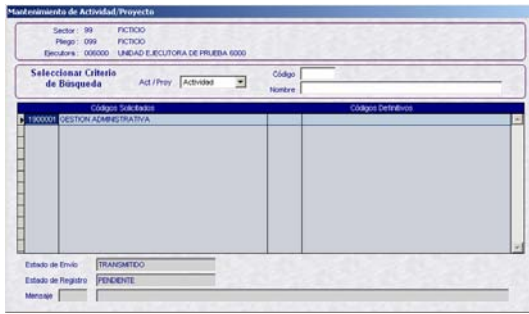 Mantenimiento de Actividad/Proyecto
Sector: 99 FICTICIO
Pliego: 099 FICTICIO
Ejecutora: 006000 UNIDAD EJECUTORA DE PRUEBA 6000
Seleccionar Criterio de Búsqueda
Act / Proy Actividad
Código
Nombre
Códigos Solicitados Códigos Definitivos
1900001 GESTION ADMINISTRATIVA
Estado de Envío TRANSMITIDO
Estado de Registro PENDIENTE
Mensaje